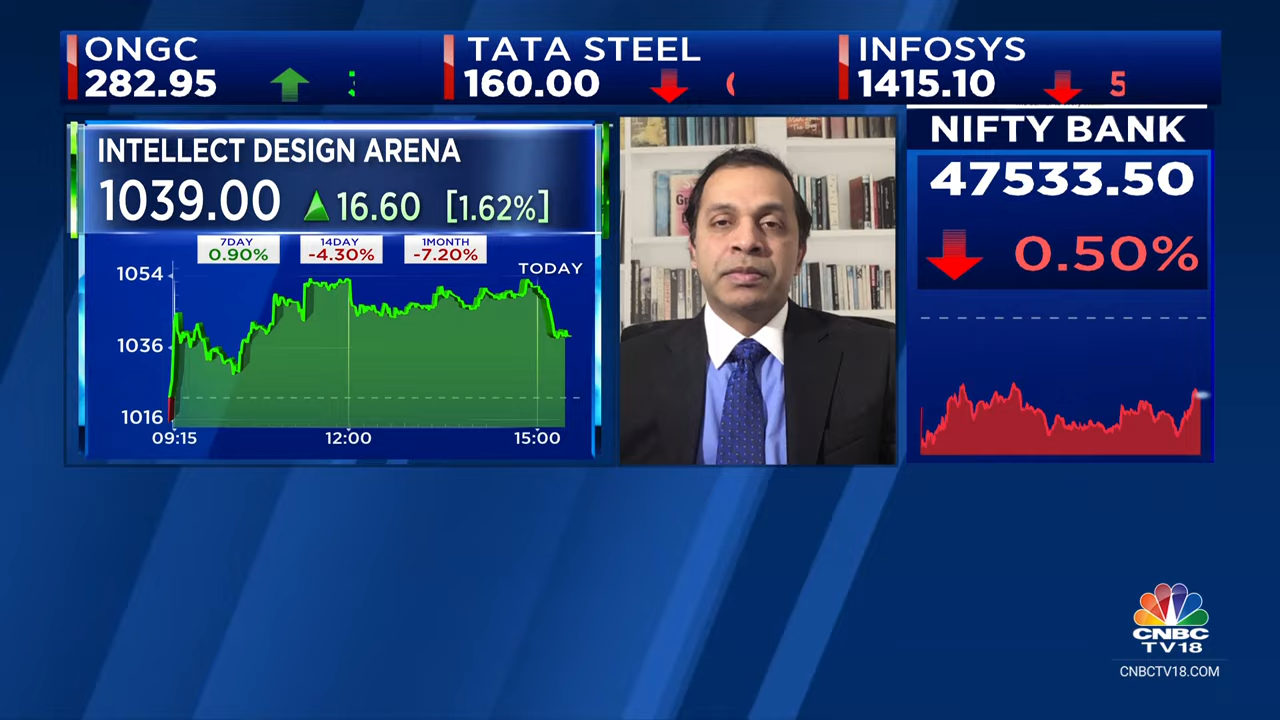 ONGC
282.95
TATA STEEL
160.00
INFOSYS
1415.10 5
INTELLECT DESIGN ARENA
1039.00 16.60 [1.62%]
7DAY
0.90%
14DAY
-4.30%
1MONTH
-7.20%
TODAY
1054
1036
1016
09:15 12:00 15:00
NIFTY BANK
47533.50
0.50%
CNBC
TV18
CNBCTV18.COM